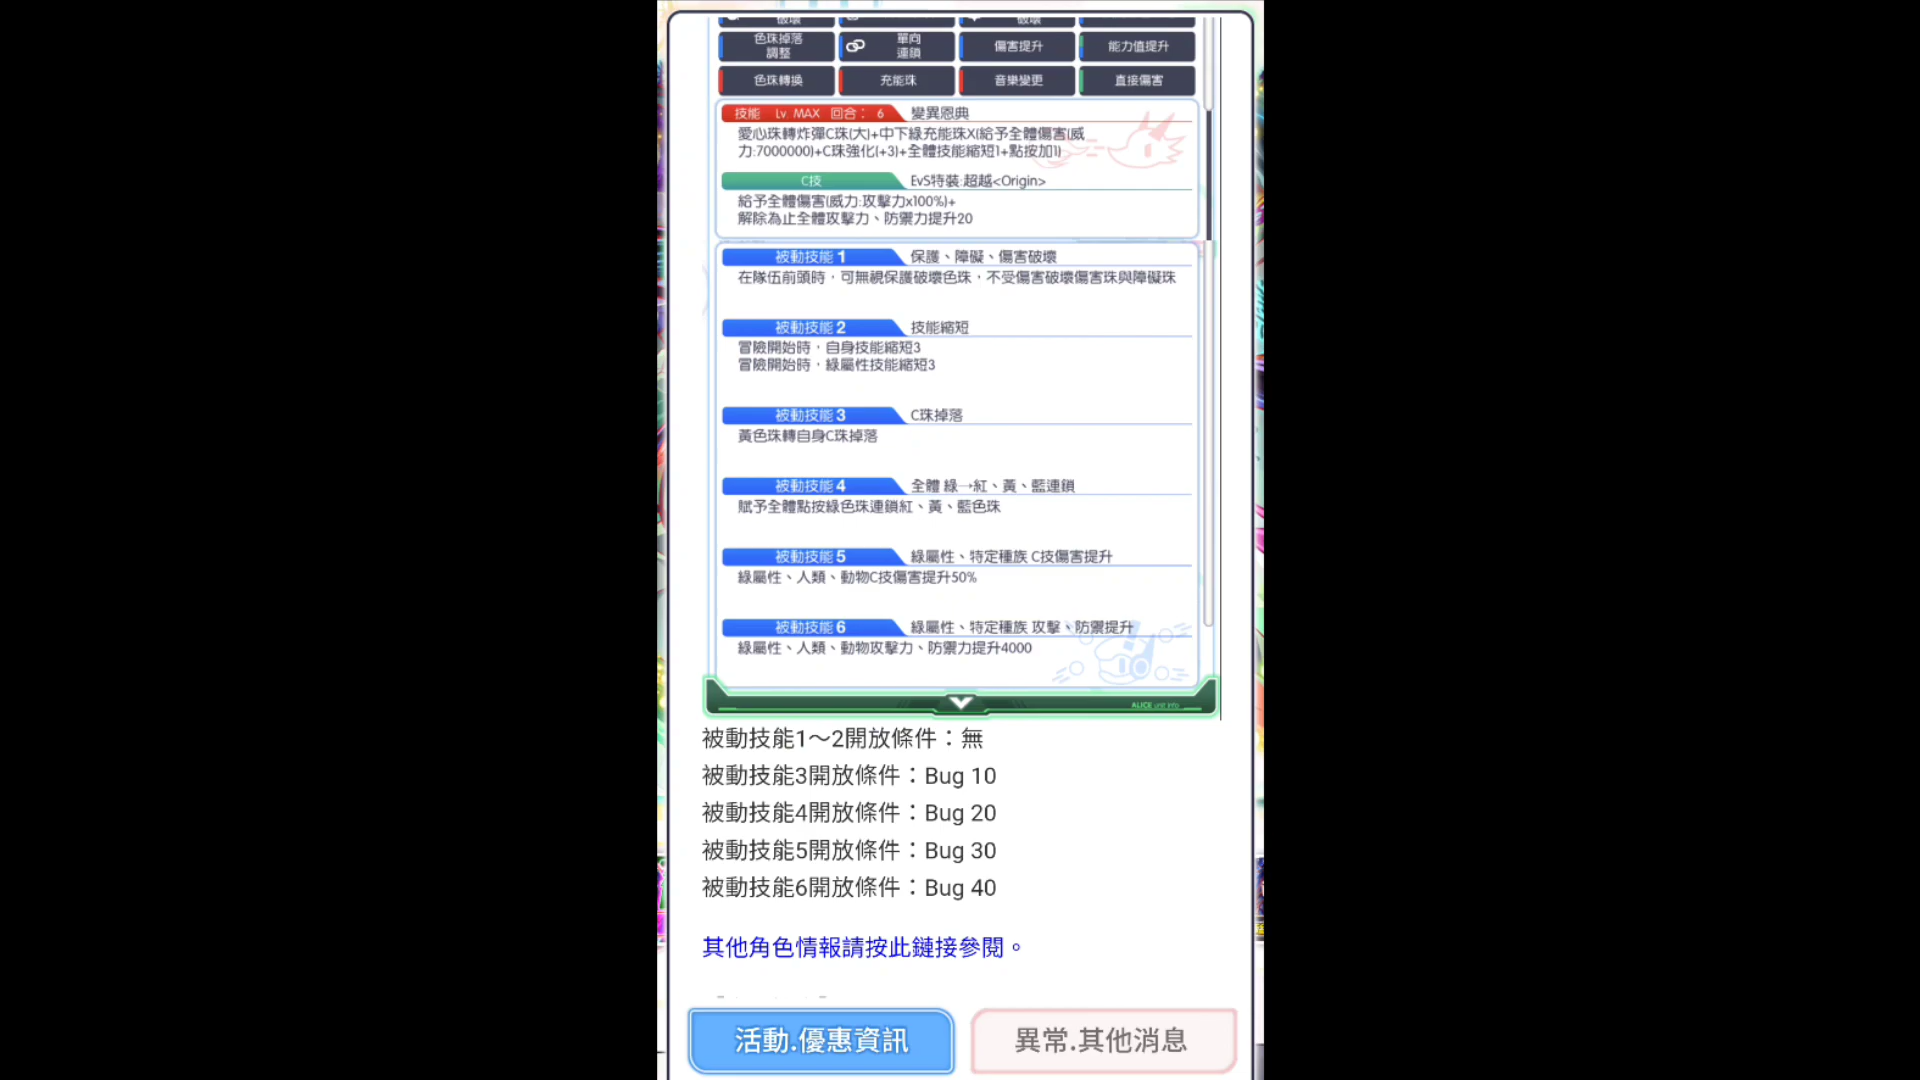 破壞
破壞
色珠掉落
調整
單向
連鎖
傷害提升
能力值提升
色珠轉換
充能珠
音樂變更
直接傷害
技能 Lv. MAX 回合： 6 變異恩典
愛心珠轉炸彈C珠(大)+中下綠充能珠X(給予全體傷害(威
力:7000000)+C珠強化(+3)+全體技能縮短1+點按加1)
C技 EvS特裝:超越<Origin>
給予全體傷害(威力:攻擊力x100%)+
解除為止全體攻擊力、防禦力提升20
被動技能 1 保護、障礙、傷害破壞
在隊伍前頭時，可無視保護破壞色珠，不受傷害破壞傷害珠與障礙珠
被動技能 2 技能縮短
冒險開始時，自身技能縮短3
冒險開始時，綠屬性技能縮短3
被動技能 3 C珠掉落
黃色珠轉自身C珠掉落
被動技能 4 全體 綠→紅、黃、藍連鎖
賦予全體點按綠色珠連鎖紅、黃、藍色珠
被動技能 5 綠屬性、特定種族 C技傷害提升
綠屬性、人類、動物C技傷害提升50%
被動技能 6 綠屬性、特定種族 攻擊、防禦提升
綠屬性、人類、動物攻擊力、防禦力提升4000
ALICE unit info
被動技能1～2開放條件：無
被動技能3開放條件：Bug 10
被動技能4開放條件：Bug 20
被動技能5開放條件：Bug 30
被動技能6開放條件：Bug 40
其他角色情報請按此鏈接參閱。
活動.優惠資訊
異常.其他消息